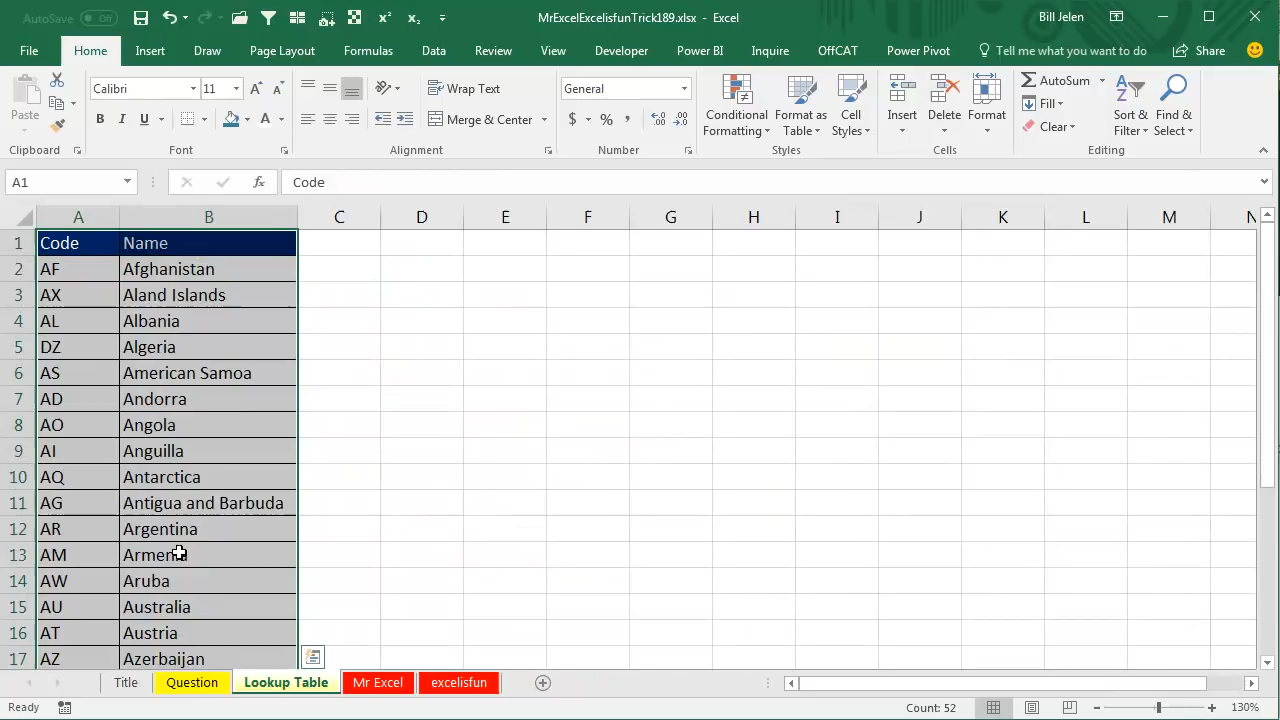 AutoSave Off MrExcelExcelisfunTrick189.xlsx - Excel Bill Jelen
File Home Insert Draw Page Layout Formulas Data Review View Developer Power BI Inquire OffCAT Power Pivot Tell me what you want to do Share
Calibri 11 Wrap Text General AutoSum
Paste Conditional Formatting Format as Table Cell Styles Insert Delete Format Fill Sort & Filter Find & Select
B I U A Merge & Center $ % , Clear
Clipboard Font Alignment Number Styles Cells Editing
A1 fx Code
A B C D E F G H I J K L M N
1 Code Name
2 AF Afghanistan
3 AX Aland Islands
4 AL Albania
5 DZ Algeria
6 AS American Samoa
7 AD Andorra
8 AO Angola
9 AI Anguilla
10 AQ Antarctica
11 AG Antigua and Barbuda
12 AR Argentina
13 AM Armenia
14 AW Aruba
15 AU Australia
16 AT Austria
17 AZ Azerbaijan
Title Question Lookup Table Mr Excel excelisfun
Ready Count: 52 130%